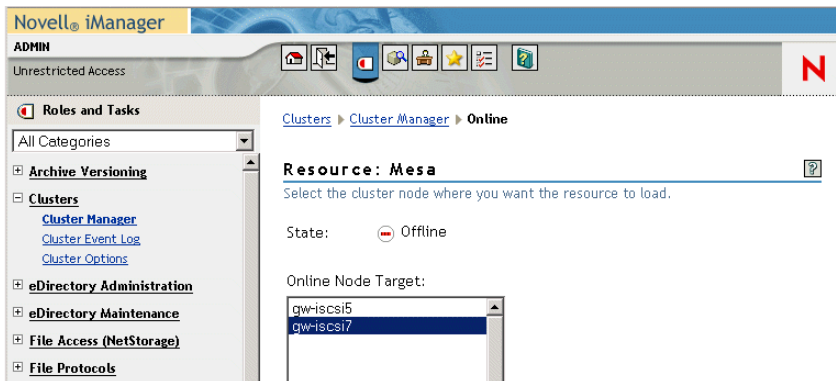 Novell® iManager
ADMIN
Unrestricted Access
N
Roles and Tasks
All Categories
Archive Versioning
Clusters
Cluster Manager
Cluster Event Log
Cluster Options
eDirectory Administration
eDirectory Maintenance
File Access (NetStorage)
File Protocols
Clusters Cluster Manager Online
Resource: Mesa
?
Select the cluster node where you want the resource to load.
State: Offline
Online Node Target:
gw-iscsi5
gw-iscsi7